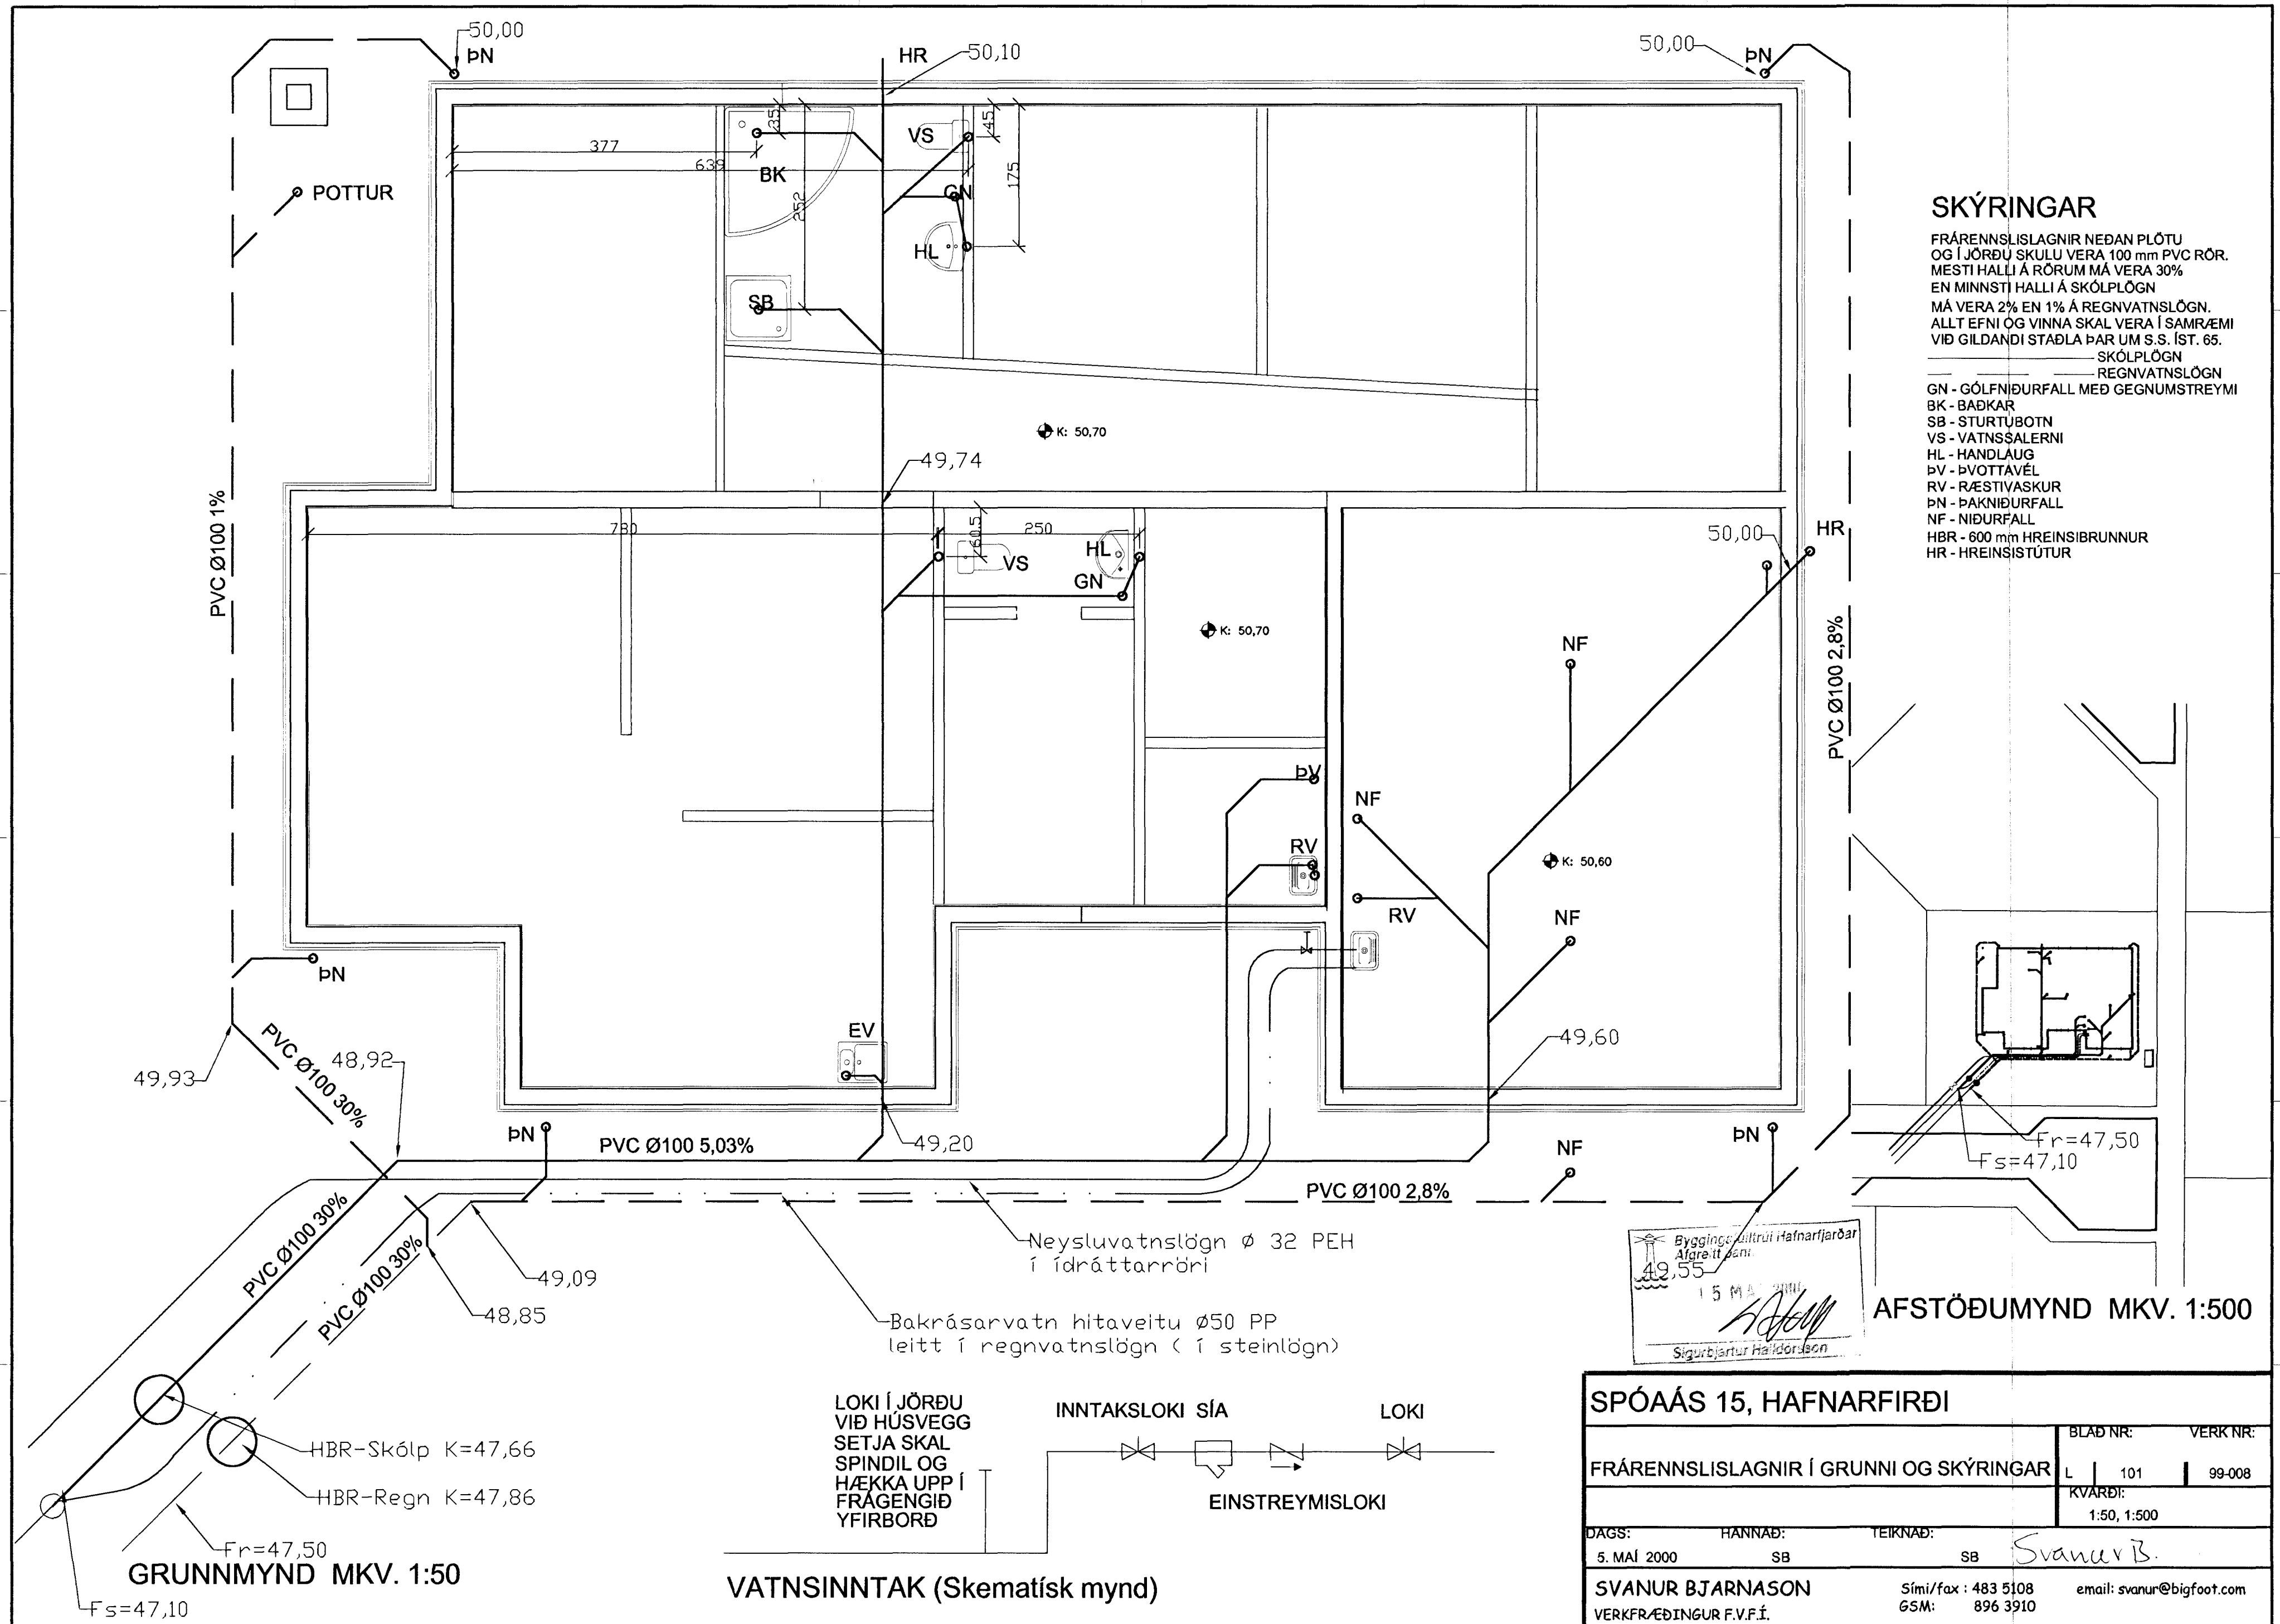 50,00
ÞN
HR
50,10
50,00
ÞN
35
45
VS
377
639
BK
175
252
GN
POTTUR
HL
SB
K: 50,70
49,74
PVC Ø100 1%
780
60.5
250
HL
VS
GN
50,00
HR
K: 50,70
NF
PVC Ø100 2,8%
ÞV
NF
RV
K: 50,60
RV
NF
ÞN
EV
PVC Ø100 30%
48,92
49,93
49,60
ÞN
PVC Ø100 5,03%
49,20
ÞN
NF
PVC Ø100 2,8%
PVC Ø100 30%
PVC Ø100 30%
49,09
48,85
49,55
Neysluvatnslögn Ø 32 PEH
í ídráttarröri
Bakrásarvatn hitaveitu Ø50 PP
leitt í regnvatnslögn ( í steinlögn)
HBR-Skólp K=47,66
HBR-Regn K=47,86
Fr=47,50
GRUNNMYND MKV. 1:50
Fs=47,10
SKÝRINGAR
FRÁRENNSLISLAGNIR NEÐAN PLÖTU
OG Í JÖRÐU SKULU VERA 100 mm PVC RÖR.
MESTI HALLI Á RÖRUM MÁ VERA 30%
EN MINNSTI HALLI Á SKÓLPLÖGN
MÁ VERA 2% EN 1% Á REGNVATNSLÖGN.
ALLT EFNI OG VINNA SKAL VERA Í SAMRÆMI
VIÐ GILDANDI STAÐLA ÞAR UM S.S. ÍST. 65.
SKÓLPLÖGN
REGNVATNSLÖGN
GN - GÓLFNIÐURFALL MEÐ GEGNUMSTREYMI
BK - BAÐKAR
SB - STURTUBOTN
VS - VATNSSALERNI
HL - HANDLAUG
ÞV - ÞVOTTAVÉL
RV - RÆSTIVASKUR
ÞN - ÞAKNIÐURFALL
NF - NIÐURFALL
HBR - 600 mm HREINSIBRUNNUR
HR - HREINSISTÚTUR
Fr=47,50
Fs=47,10
AFSTÖÐUMYND MKV. 1:500
Byggingafulltrúi Hafnarfjarðar
Afgreitt þann
15 MAÍ 2000
Sigurbjartur Halldórsson
LOKI Í JÖRÐU
VIÐ HÚSVEGG
SETJA SKAL
SPINDIL OG
HÆKKA UPP Í
FRÁGENGIÐ
YFIRBORÐ
INNTAKSLOKI SÍA
LOKI
EINSTREYMISLOKI
VATNSINNTAK (Skematísk mynd)
SPÓAÁS 15, HAFNARFIRÐI
BLAÐ NR:
VERK NR:
FRÁRENNSLISLAGNIR Í GRUNNI OG SKÝRINGAR
L
101
99-008
KVARÐI:
1:50, 1:500
DAGS:
HANNAÐ:
TEIKNAÐ:
5. MAÍ 2000
SB
SB
Svanur B.
SVANUR BJARNASON
VERKFRÆÐINGUR F.V.F.Í.
Sími/fax : 483 5108
GSM: 896 3910
email: svanur@bigfoot.com